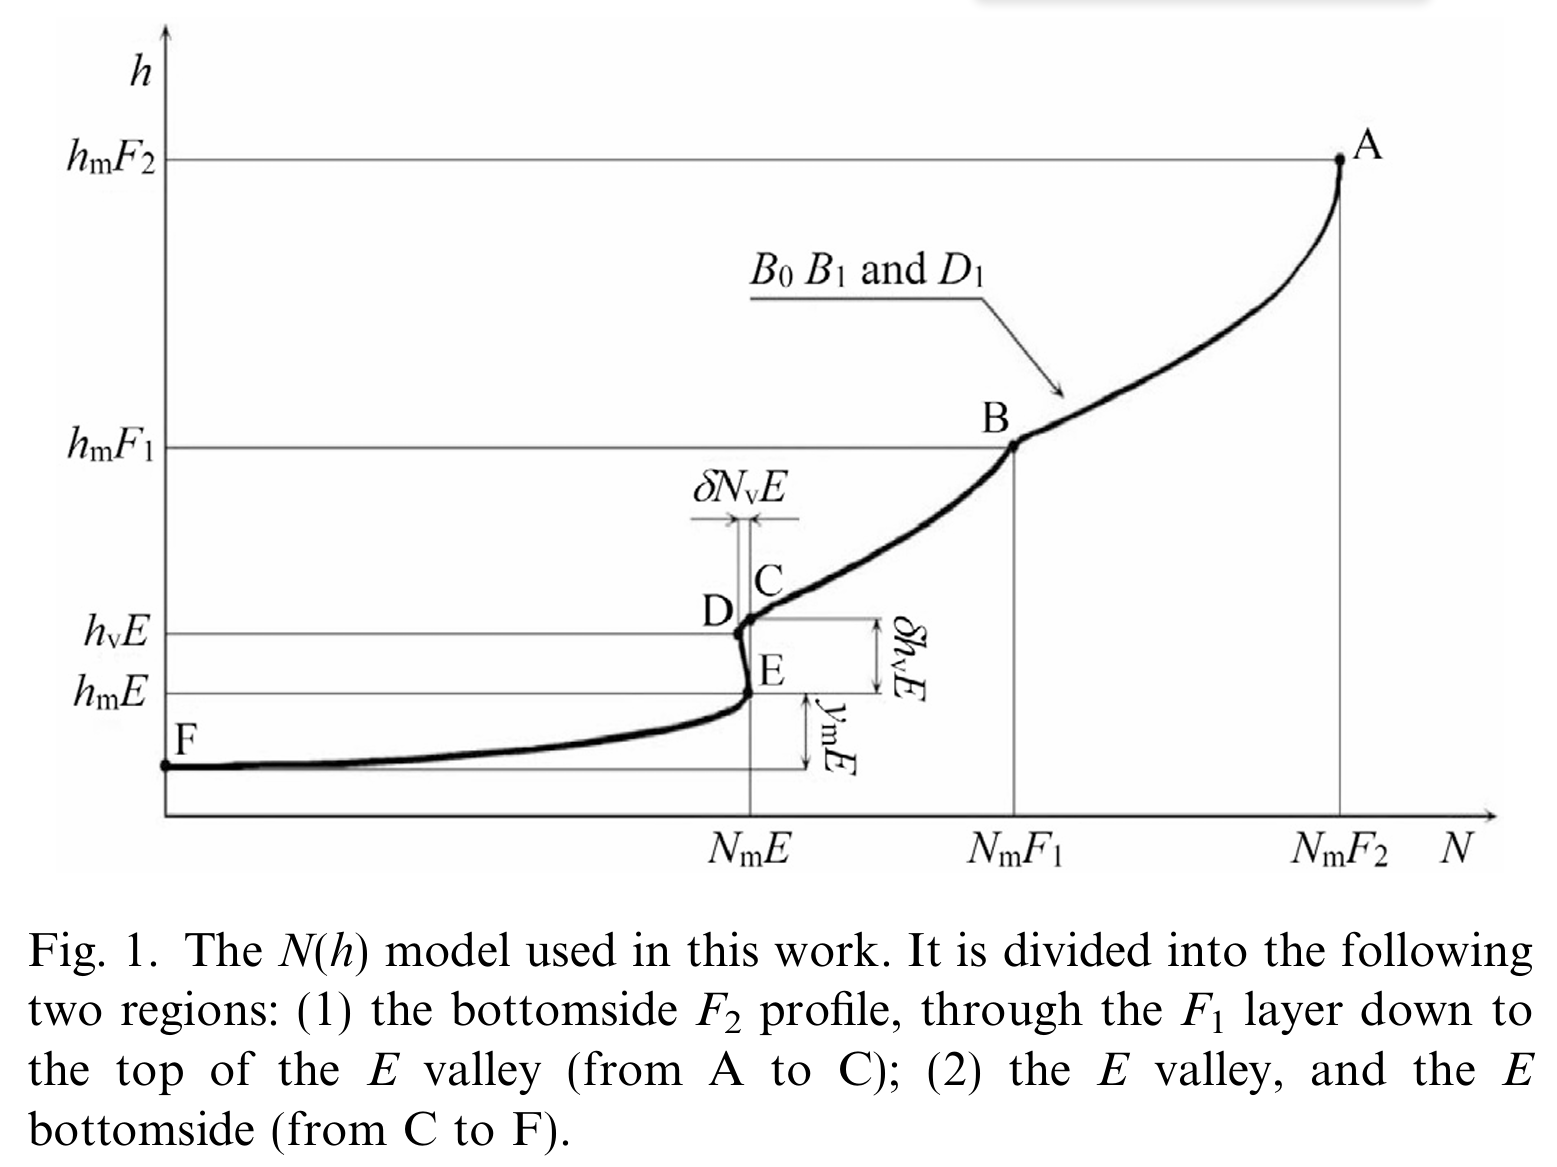 h
hmF2
A
B0 B1 and D1
B
hmF1
δNvE
C
D
hvE
δhvE
E
hmE
ymE
F
NmE NmF1 NmF2 N
Fig. 1. The N(h) model used in this work. It is divided into the following
two regions: (1) the bottomside F2 profile, through the F1 layer down to
the top of the E valley (from A to C); (2) the E valley, and the E
bottomside (from C to F).